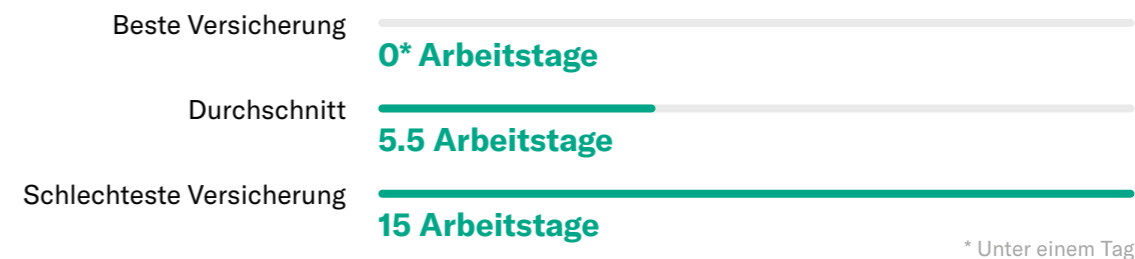 Beste Versicherung
0* Arbeitstage
Durchschnitt
5.5 Arbeitstage
Schlechteste Versicherung
15 Arbeitstage
* Unter einem Tag